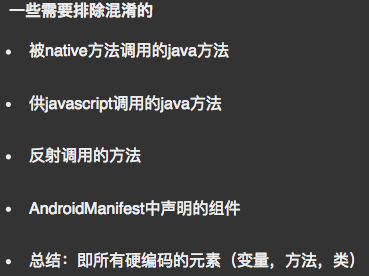 一些需要排除混淆的
• 被native方法调用的java方法
• 供javascript调用的java方法
• 反射调用的方法
• AndroidManifest中声明的组件
• 总结：即所有硬编码的元素（变量，方法，类）